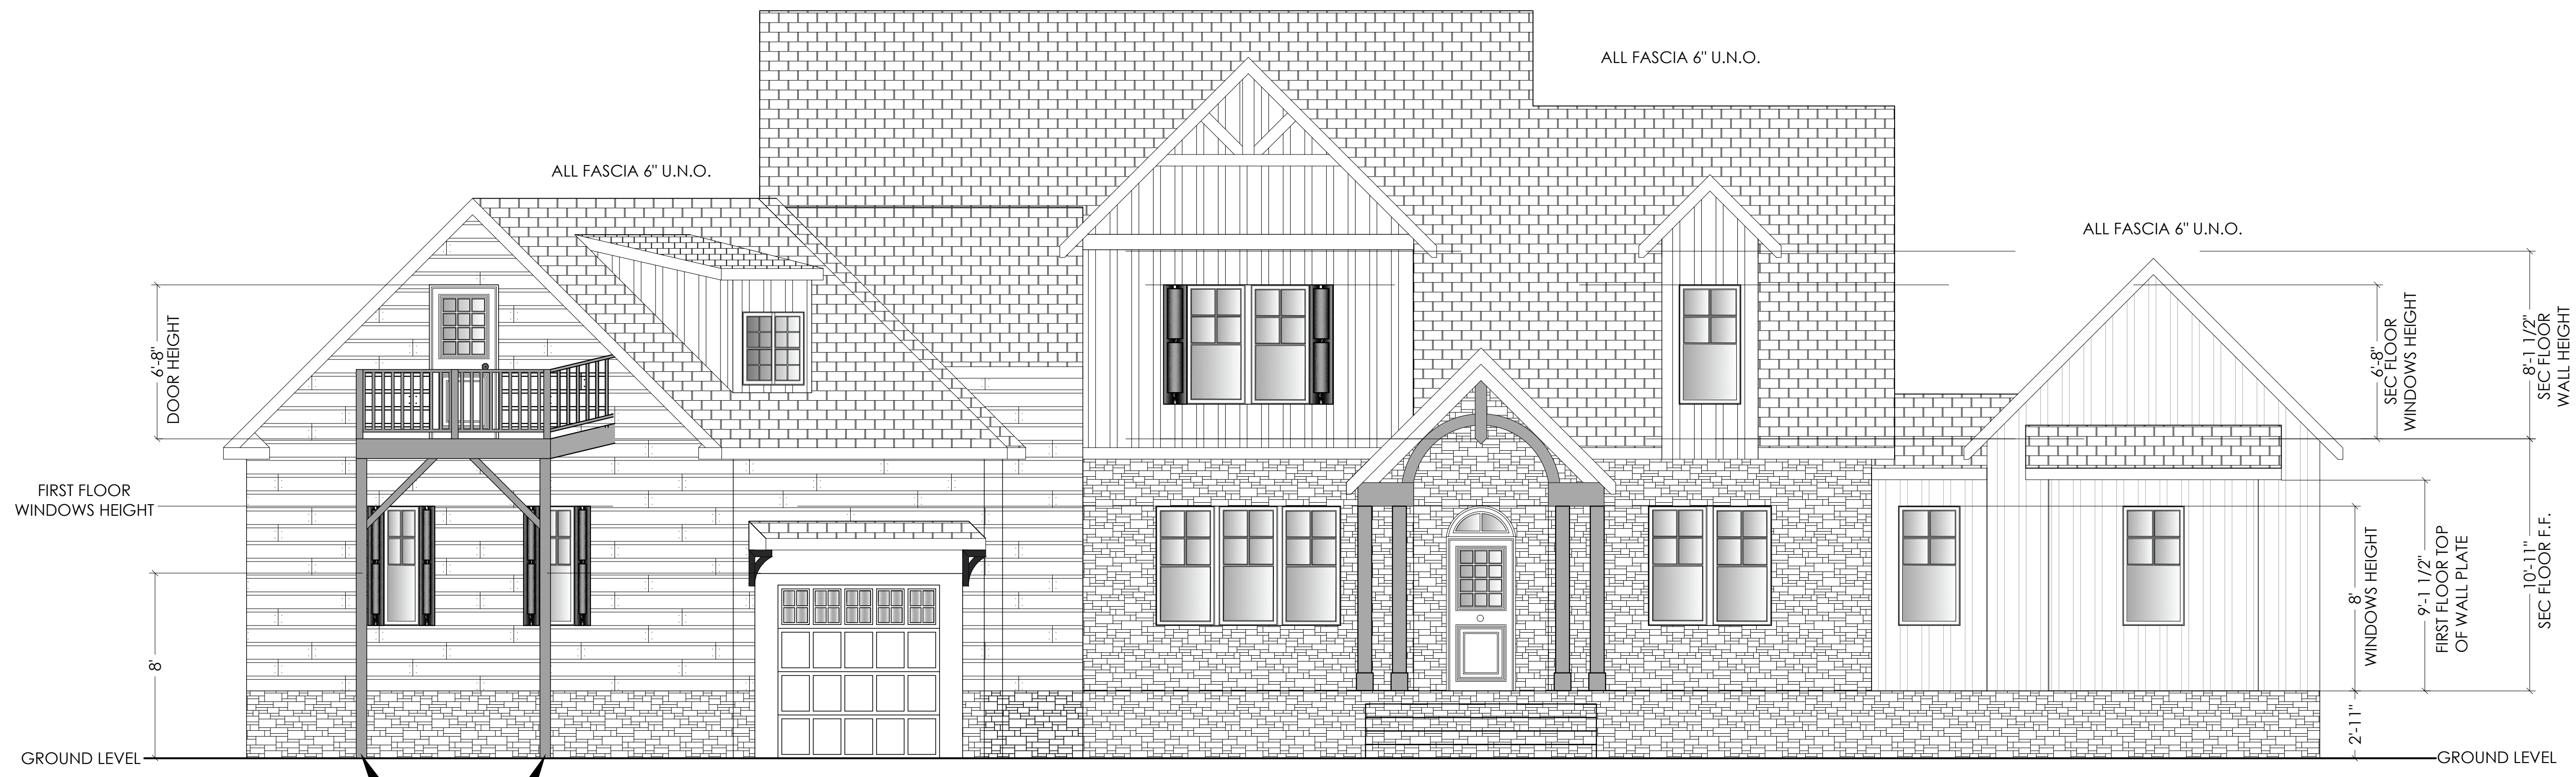 ALL FASCIA 6" U.N.O.
ALL FASCIA 6" U.N.O.
ALL FASCIA 6" U.N.O.
6'-8"
DOOR HEIGHT
FIRST FLOOR
WINDOWS HEIGHT
8'
GROUND LEVEL
6'-8"
SEC FLOOR
WINDOWS HEIGHT
8'-1 1/2"
SEC FLOOR
WALL HEIGHT
8'
WINDOWS HEIGHT
9'-1 1/2"
FIRST FLOOR TOP
OF WALL PLATE
10'-11"
SEC FLOOR F.F.
2'-11"
GROUND LEVEL